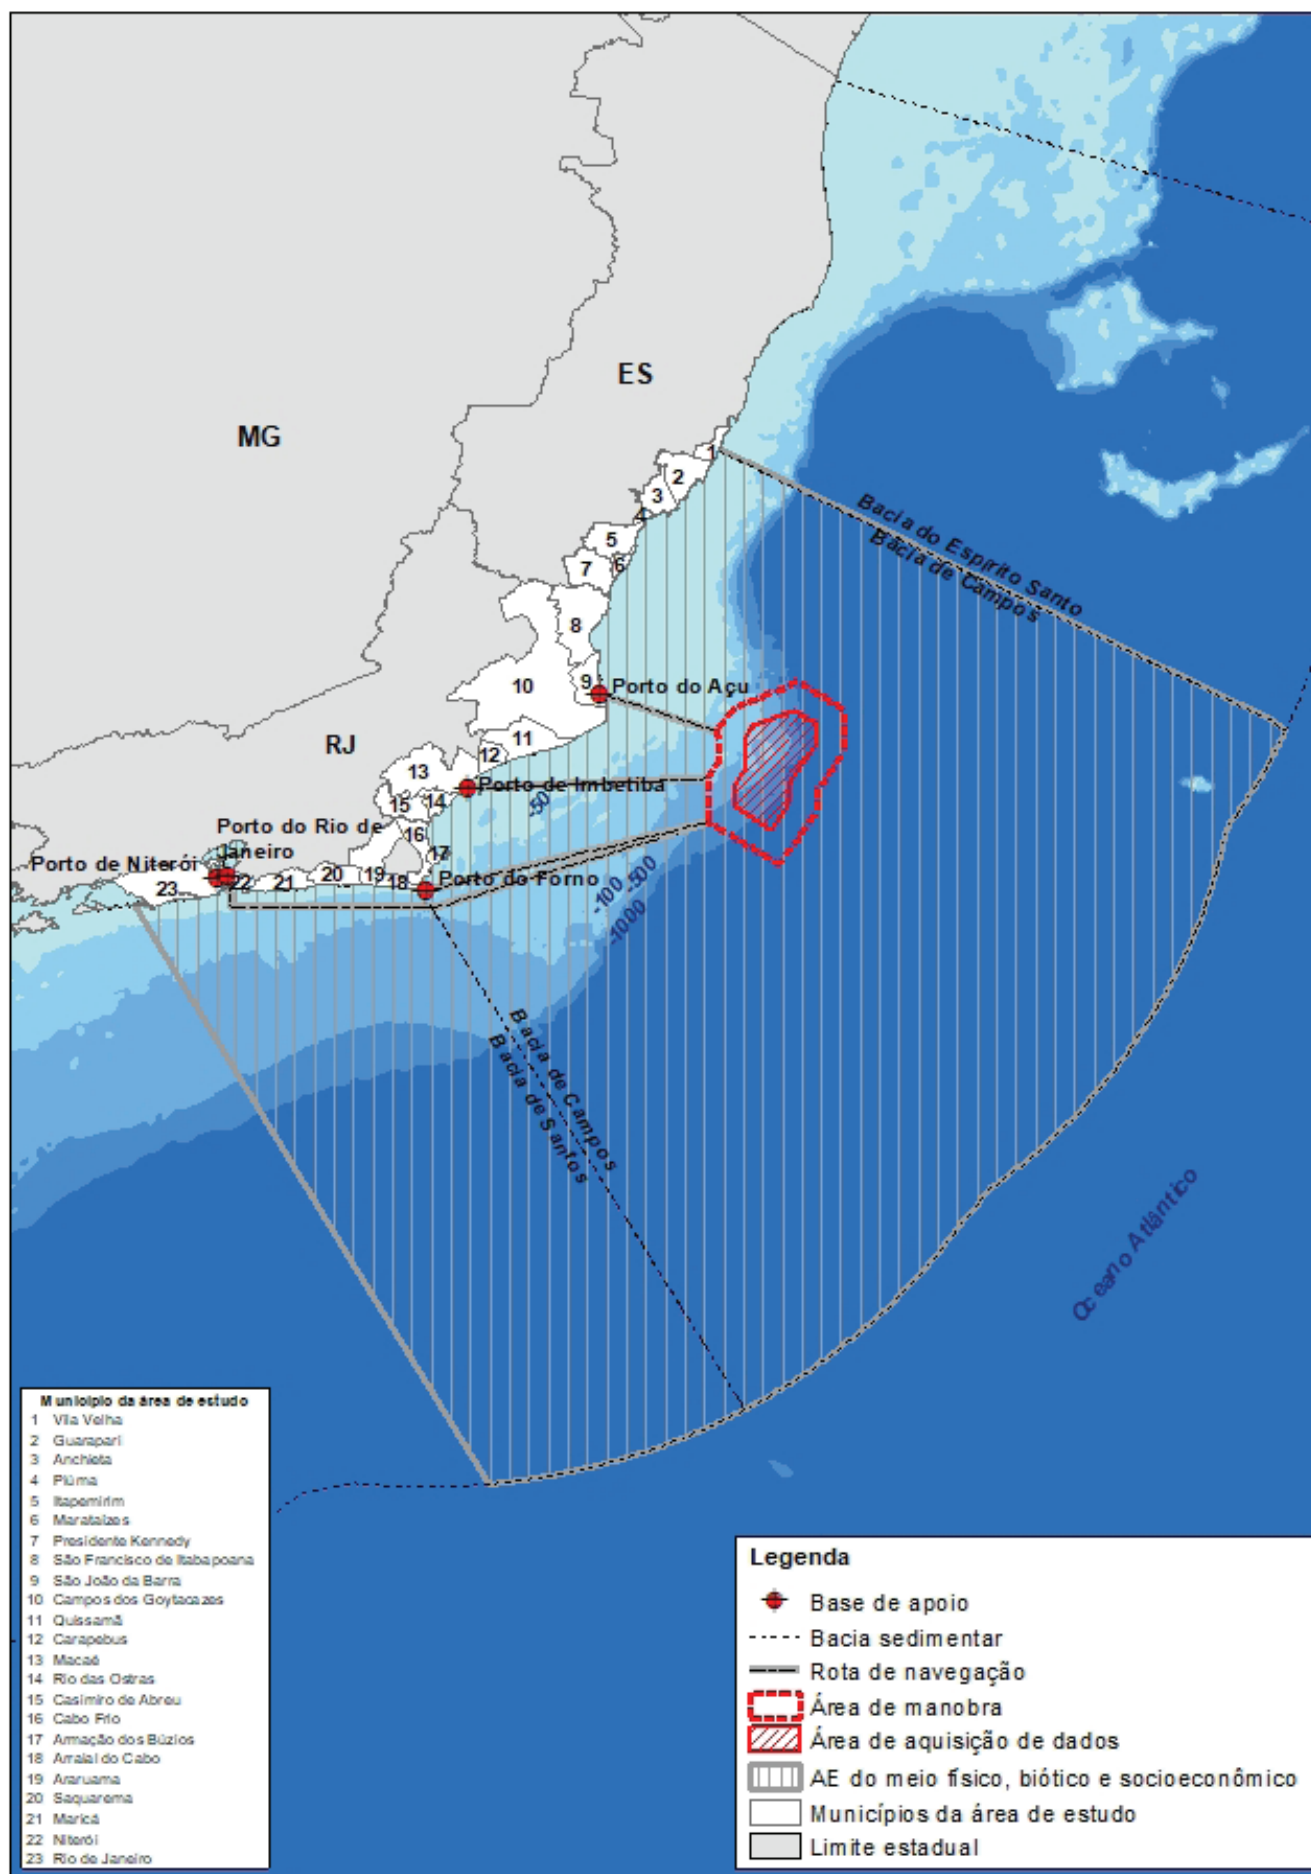 ES
MG
1
2
3
4
5
6
7
8
9
10
11
12
13
14
15
16
17
18
19
20
21
22
23
Bacia do Espírito Santo
Bacia de Campos
Porto do Açu
RJ
Porto de Imbetiba
-50
Porto do Rio de
Janeiro
Porto de Niterói
Porto do Forno
-100
-500
-1000
Bacia de Campos
Bacia de Santos
Oceano Atlântico
Município da área de estudo
1 Vila Velha
2 Guarapari
3 Anchieta
4 Piúma
5 Itapemirim
6 Marataízes
7 Presidente Kennedy
8 São Francisco de Itabapoana
9 São João da Barra
10 Campos dos Goytacazes
11 Quissamã
12 Carapebus
13 Macaé
14 Rio das Ostras
15 Casimiro de Abreu
16 Cabo Frio
17 Armação dos Búzios
18 Arraial do Cabo
19 Araruama
20 Saquarema
21 Maricá
22 Niterói
23 Rio de Janeiro
Legenda
Base de apoio
Bacia sedimentar
Rota de navegação
Área de manobra
Área de aquisição de dados
AE do meio físico, biótico e socioeconômico
Municípios da área de estudo
Limite estadual